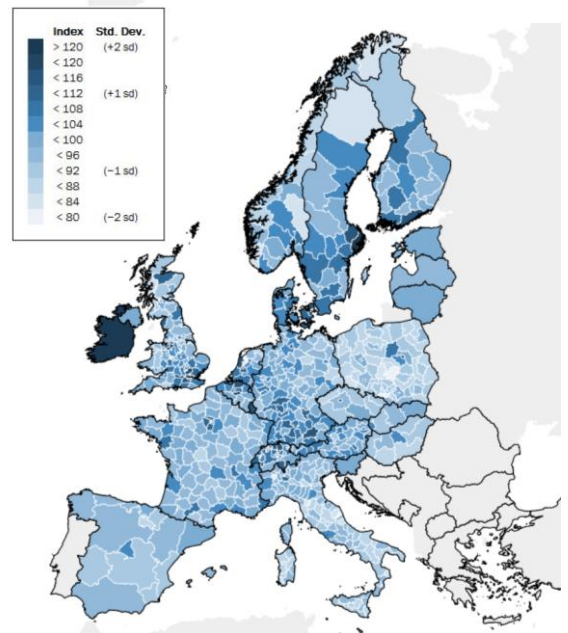 Index Std. Dev.
> 120 (+2 sd)
< 120
< 116
< 112 (+1 sd)
< 108
< 104
< 100
< 96
< 92 (−1 sd)
< 88
< 84
< 80 (−2 sd)